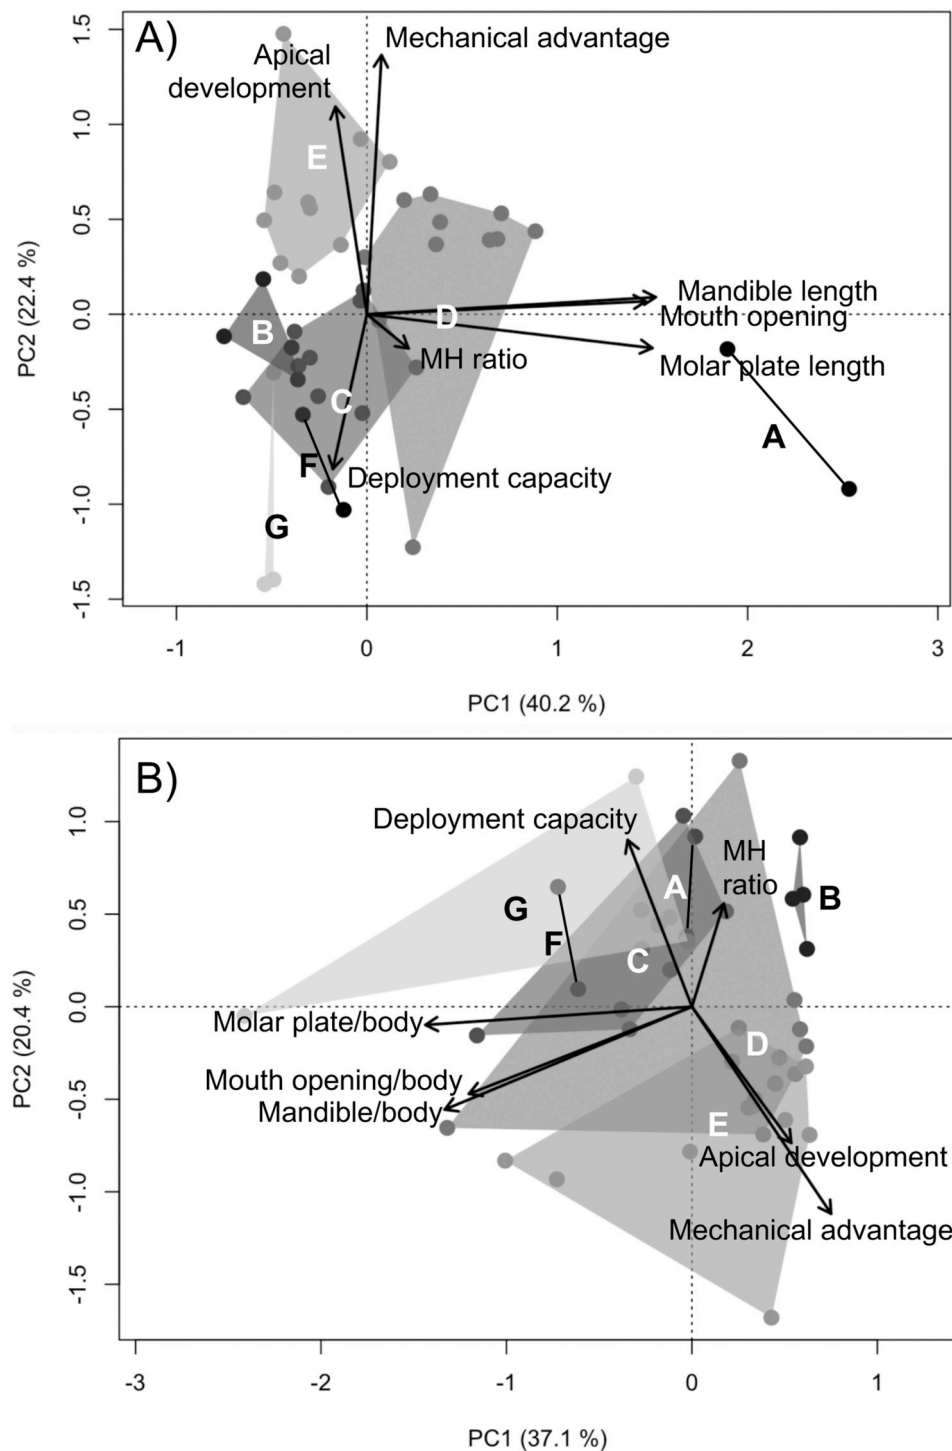 A)
Apical
development
Mechanical advantage
E
B
D
C
F
G
A
Mandible length
Mouth opening
MH ratio
Molar plate length
Deployment capacity
PC2 (22.4 %)
1.5
1.0
0.5
0.0
-0.5
-1.0
-1.5
-1 0 1 2 3
PC1 (40.2 %)
B)
Deployment capacity
MH
ratio
A
B
G
F
C
Molar plate/body
D
Mouth opening/body
Mandible/body
E
Apical development
Mechanical advantage
PC2 (20.4 %)
1.0
0.5
0.0
-0.5
-1.0
-1.5
-3 -2 -1 0 1
PC1 (37.1 %)